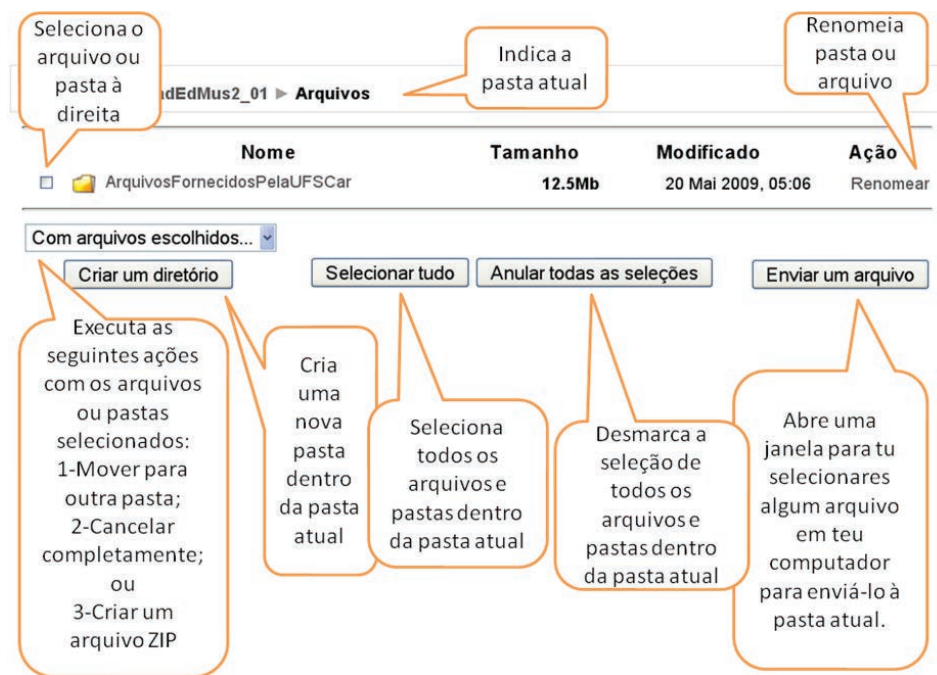 Seleciona o
arquivo ou
pasta à
direita
Indica a
pasta atual
Renomeia
pasta ou
arquivo
adEdMus2_01 ► Arquivos
Nome Tamanho Modificado Ação
ArquivosFornecidosPelaUFSCar 12.5Mb 20 Mai 2009, 05:06 Renomear
Com arquivos escolhidos...
Criar um diretório Selecionar tudo Anular todas as seleções Enviar um arquivo
Executa as
seguintes ações
com os arquivos
ou pastas
selecionados:
1-Mover para
outra pasta;
2-Cancelar
completamente;
ou
3-Criar um
arquivo ZIP
Cria
uma
nova
pasta
dentro
da pasta
atual
Seleciona
todos os
arquivos e
pastas dentro
da pasta atual
Desmarca a
seleção de
todos os
arquivos e
pastas dentro
da pasta atual
Abre uma
janela para tu
selecionares
algum arquivo
em teu
computador
para enviá-lo à
pasta atual.